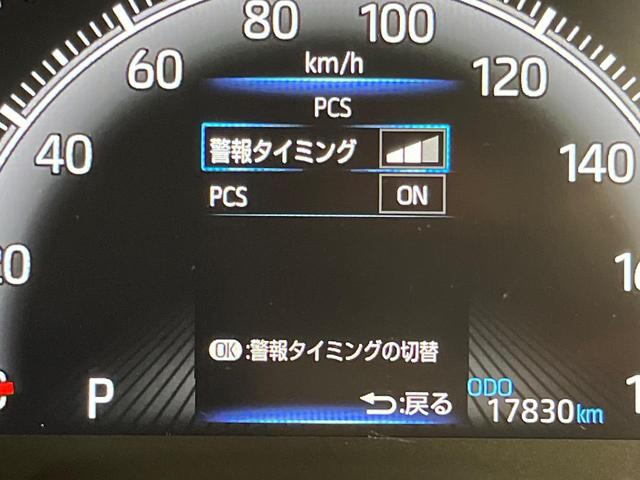 80
100
60
km/h
120
PCS
40
警報タイミング
140
PCS ON
OK:警報タイミングの切替
P
:戻る
ODO
17830km